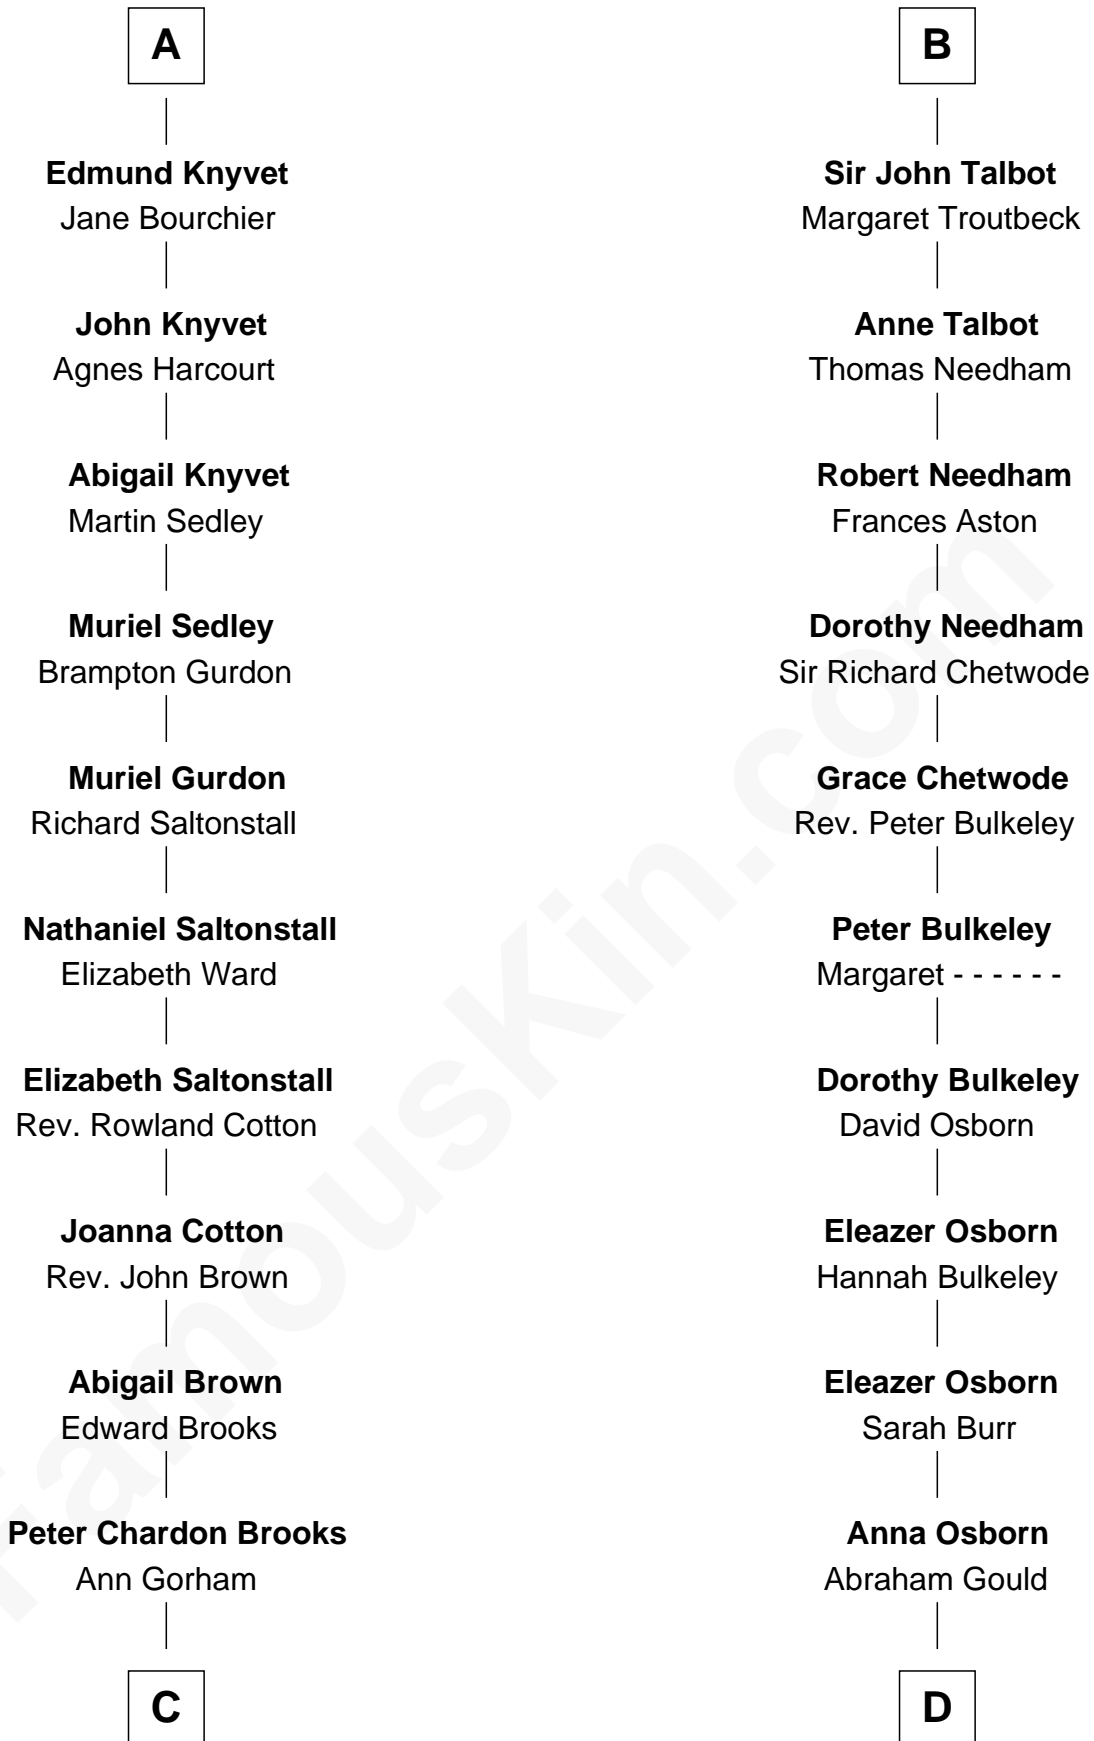 A
Edmund Knyvet
Jane Bourchier
John Knyvet
Agnes Harcourt
Abigail Knyvet
Martin Sedley
Muriel Sedley
Brampton Gurdon
Muriel Gurdon
Richard Saltonstall
Nathaniel Saltonstall
Elizabeth Ward
Elizabeth Saltonstall
Rev. Rowland Cotton
Joanna Cotton
Rev. John Brown
Abigail Brown
Edward Brooks
Peter Chardon Brooks
Ann Gorham
C
B
Sir John Talbot
Margaret Troutbeck
Anne Talbot
Thomas Needham
Robert Needham
Frances Aston
Dorothy Needham
Sir Richard Chetwode
Grace Chetwode
Rev. Peter Bulkeley
Peter Bulkeley
Margaret - - - - - -
Dorothy Bulkeley
David Osborn
Eleazer Osborn
Hannah Bulkeley
Eleazer Osborn
Sarah Burr
Anna Osborn
Abraham Gould
D
FamousKin.com